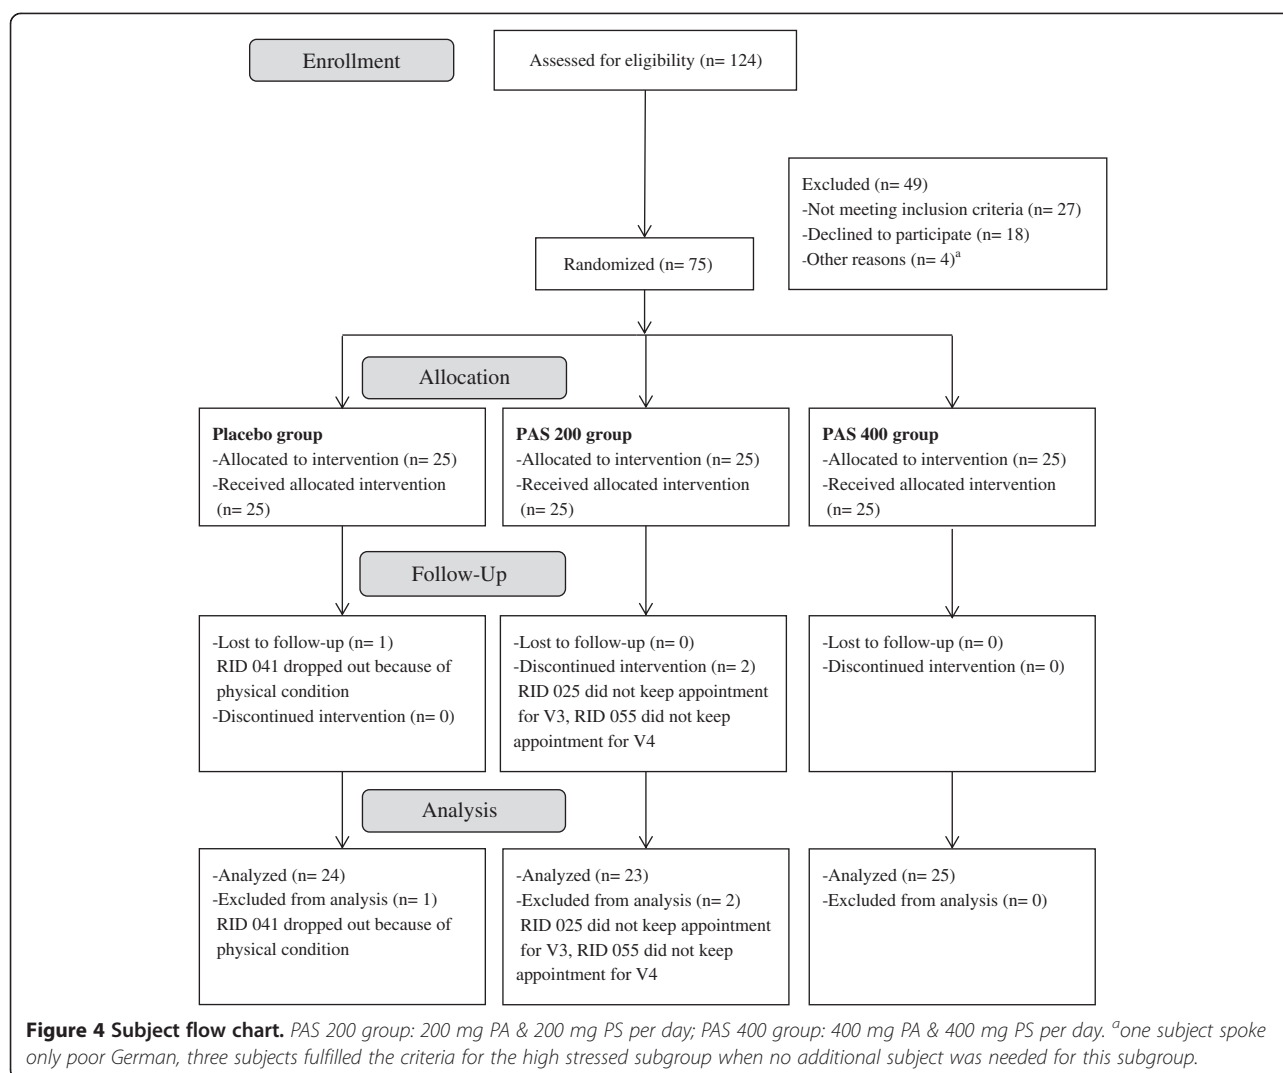 Enrollment
Assessed for eligibility (n= 124)
Excluded (n= 49)
-Not meeting inclusion criteria (n= 27)
-Declined to participate (n= 18)
-Other reasons (n= 4)a
Randomized (n= 75)
Allocation
Placebo group
-Allocated to intervention (n= 25)
-Received allocated intervention
(n= 25)
PAS 200 group
-Allocated to intervention (n= 25)
-Received allocated intervention
(n= 25)
PAS 400 group
-Allocated to intervention (n= 25)
-Received allocated intervention
(n= 25)
Follow-Up
-Lost to follow-up (n= 1)
RID 041 dropped out because of
physical condition
-Discontinued intervention (n= 0)
-Lost to follow-up (n= 0)
-Discontinued intervention (n= 2)
RID 025 did not keep appointment
for V3, RID 055 did not keep
appointment for V4
-Lost to follow-up (n= 0)
-Discontinued intervention (n= 0)
Analysis
-Analyzed (n= 24)
-Excluded from analysis (n= 1)
RID 041 dropped out because of
physical condition
-Analyzed (n= 23)
-Excluded from analysis (n= 2)
RID 025 did not keep appointment
for V3, RID 055 did not keep
appointment for V4
-Analyzed (n= 25)
-Excluded from analysis (n= 0)
Figure 4 Subject flow chart. PAS 200 group: 200 mg PA & 200 mg PS per day; PAS 400 group: 400 mg PA & 400 mg PS per day. aone subject spoke
only poor German, three subjects fulfilled the criteria for the high stressed subgroup when no additional subject was needed for this subgroup.